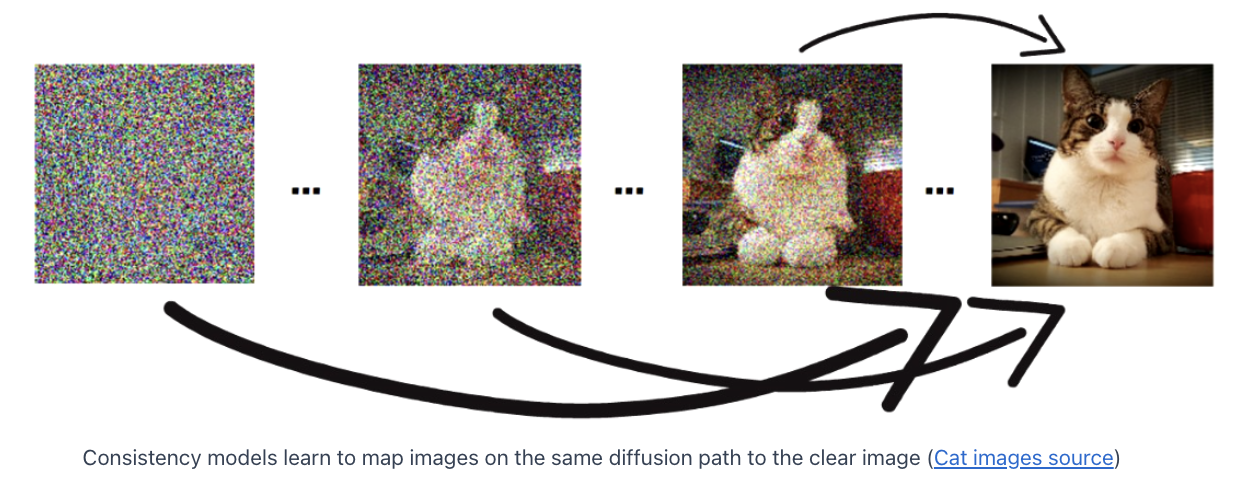 ... ... ...
Consistency models learn to map images on the same diffusion path to the clear image (Cat images source)